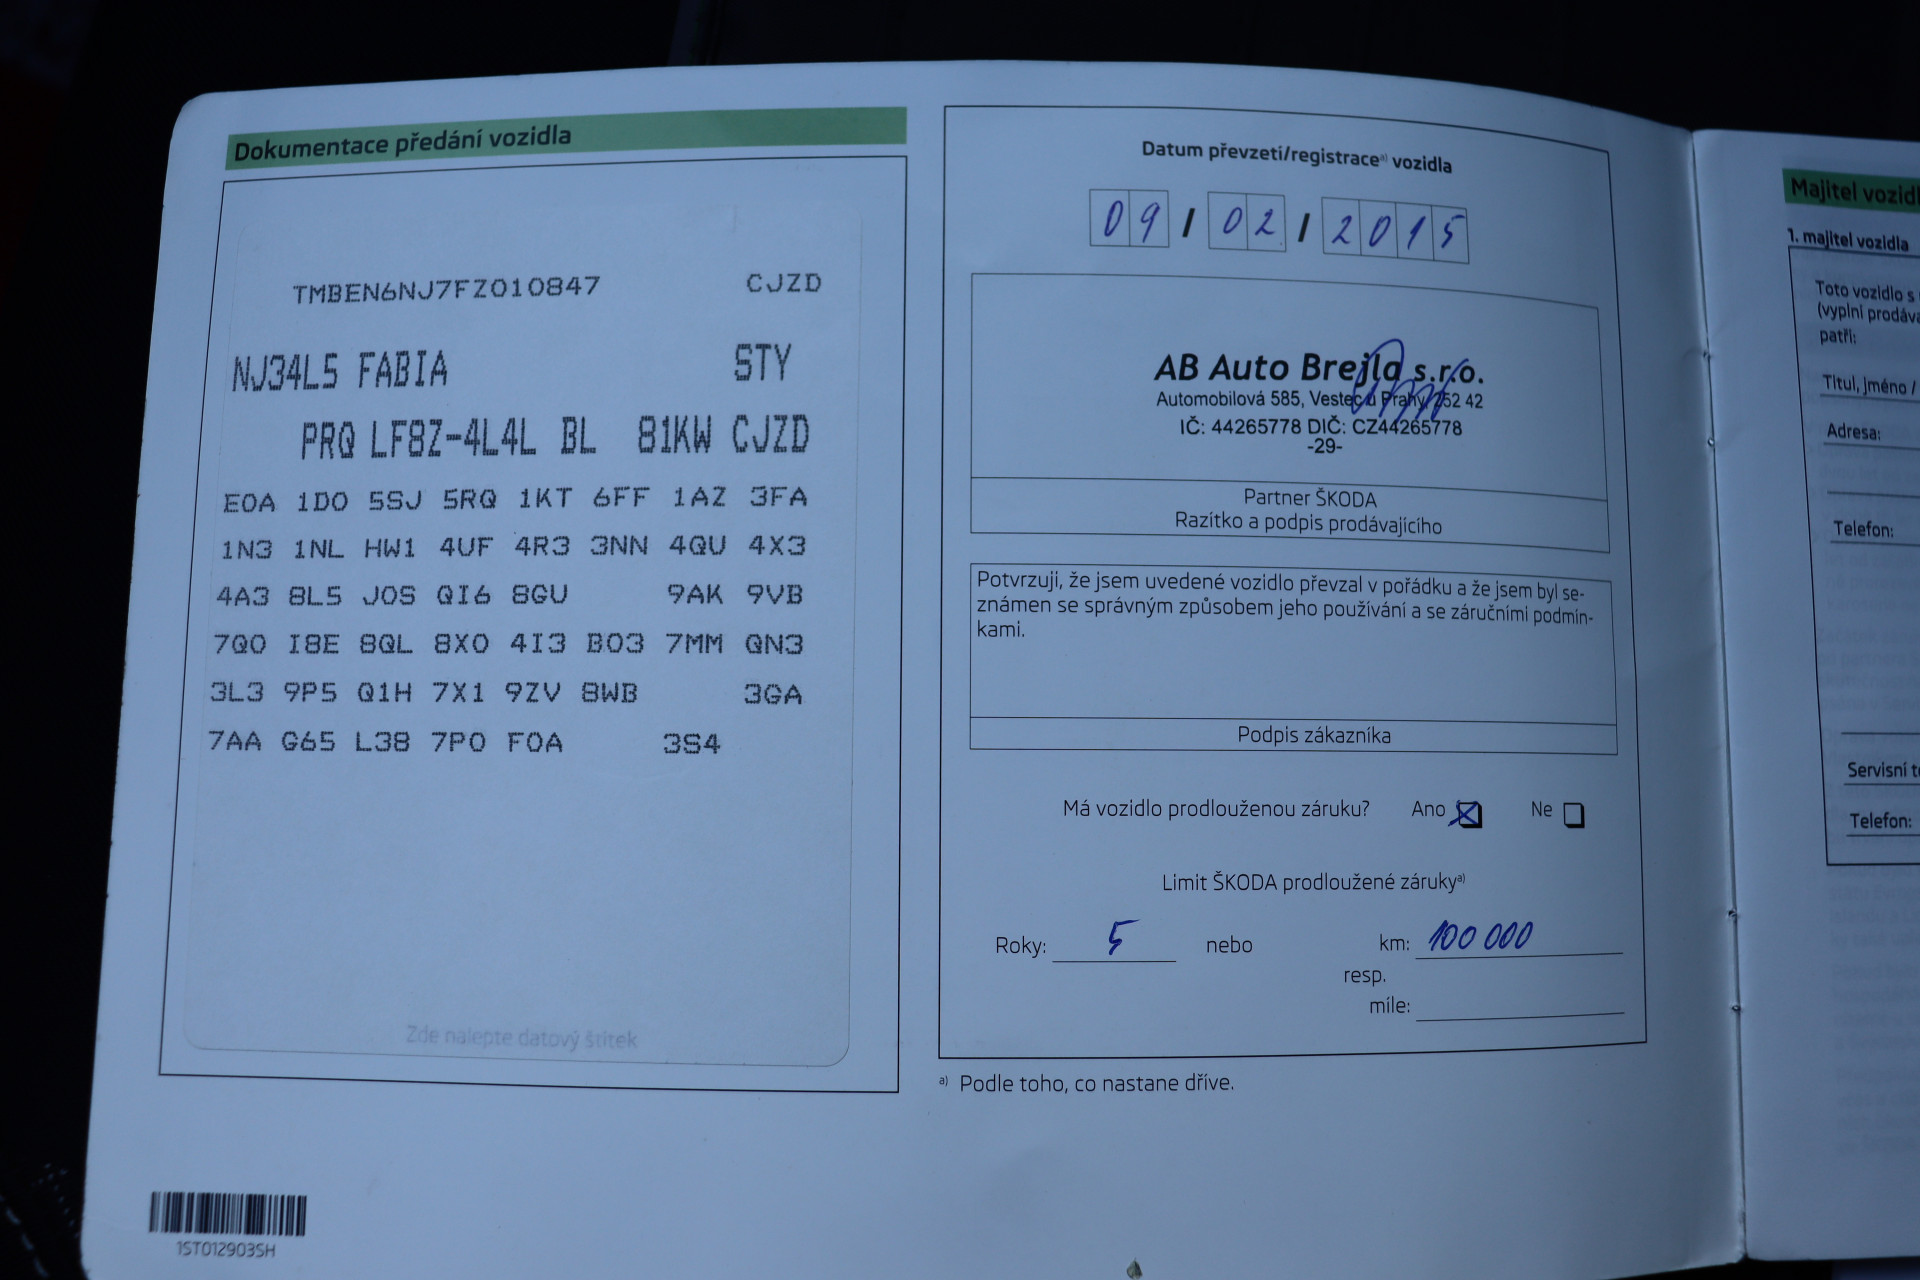 Dokumentace předání vozidla
TMBEN6NJ7FZ010847 CJZD
NJ34L5 FABIA STY
PRQ LF8Z-4L4L BL 81KW CJZD
E0A 1D0 5SJ 5RQ 1KT 6FF 1AZ 3FA
1N3 1NL HW1 4UF 4R3 3NN 4QU 4X3
4A3 8L5 J0S QI6 8GU 9AK 9VB
7Q0 I8E 8QL 8X0 4I3 B03 7MM QN3
3L3 9P5 Q1H 7X1 9ZV 8WB 3GA
7AA G65 L38 7P0 F0A 3S4
Zde nalepte datový štítek
1ST012903SH
Datum převzetí/registrace a) vozidla
09 / 02 / 2015
AB Auto Brejla s.r.o.
Automobilová 585, Vestec u Prahy, 252 42
IČ: 44265778 DIČ: CZ44265778
-29-
Partner ŠKODA
Razítko a podpis prodávajícího
Potvrzuji, že jsem uvedené vozidlo převzal v pořádku a že jsem byl se-
známen se správným způsobem jeho používání a se záručními podmín-
kami.
Podpis zákazníka
Má vozidlo prodlouženou záruku? Ano Ne
Limit ŠKODA prodloužené záruky a)
Roky: 5 nebo km: 100 000
resp.
míle:
a) Podle toho, co nastane dříve.
Majitel vozidl
1. majitel vozidla
Toto vozidlo s
(vyplní prodáva
patří:
Titul, jméno /
Adresa:
Telefon:
Servisní t
Telefon: